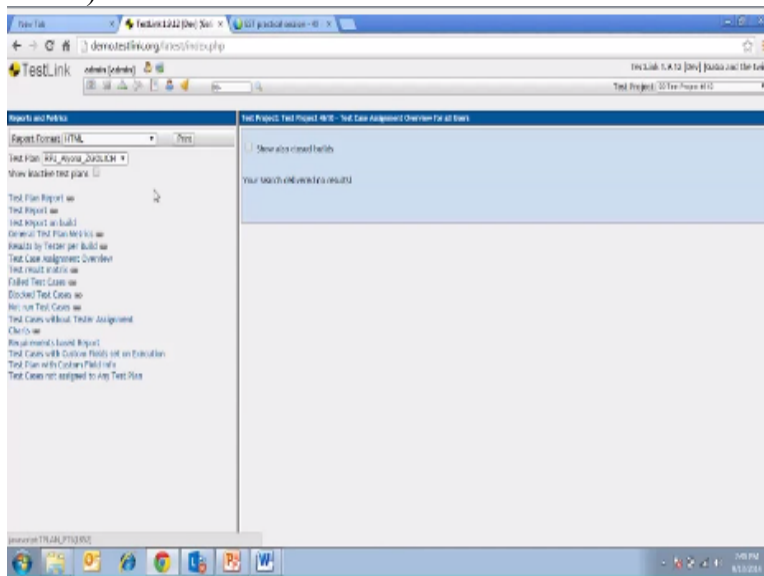 New Tab
TestLink 1.9.12 [Dev]
SST practical session
demo.testlink.org/latest/index.php
TestLink admin [admin]
TestLink 1.9.12 [Dev]
Test Project
Reports and Metrics
Test Project: Test Project - Test Case Assignment Overview for all Users
Report Format HTML Print
Show also closed builds
Test Plan
Show inactive test plans
Your search delivered no results!
Test Plan Report
Test Report
Test Report on build
General Test Plan Metrics
Results by Tester per Build
Test Case Assignment Overview
Test result matrix
Failed Test Cases
Blocked Test Cases
Not run Test Cases
Test Cases without Tester Assignment
Charts
Requirements based Report
Test Cases with Custom Fields set on Execution
Test Plan with Custom Field Info
Test Cases not assigned to Any Test Plan